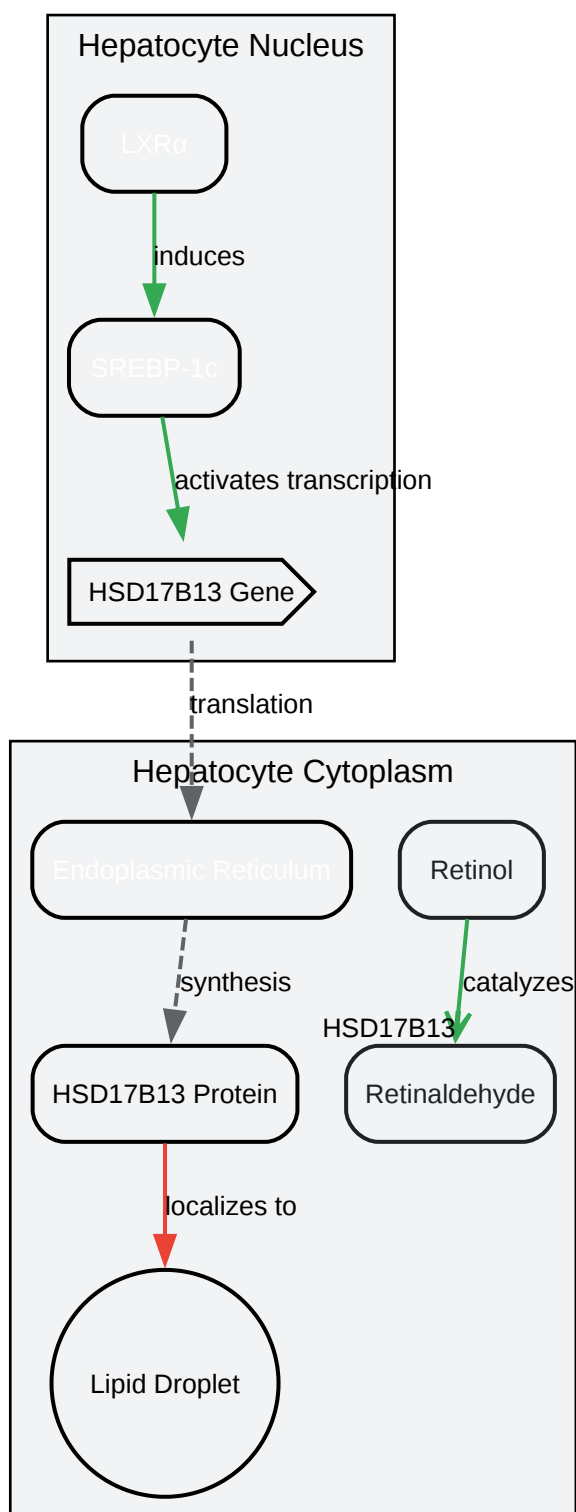 Hepatocyte Nucleus
LXRα
induces
SREBP-1c
activates transcription
HSD17B13 Gene
translation
Hepatocyte Cytoplasm
Endoplasmic Reticulum
Retinol
synthesis
catalyzes
HSD17B13
HSD17B13 Protein
Retinaldehyde
localizes to
Lipid Droplet